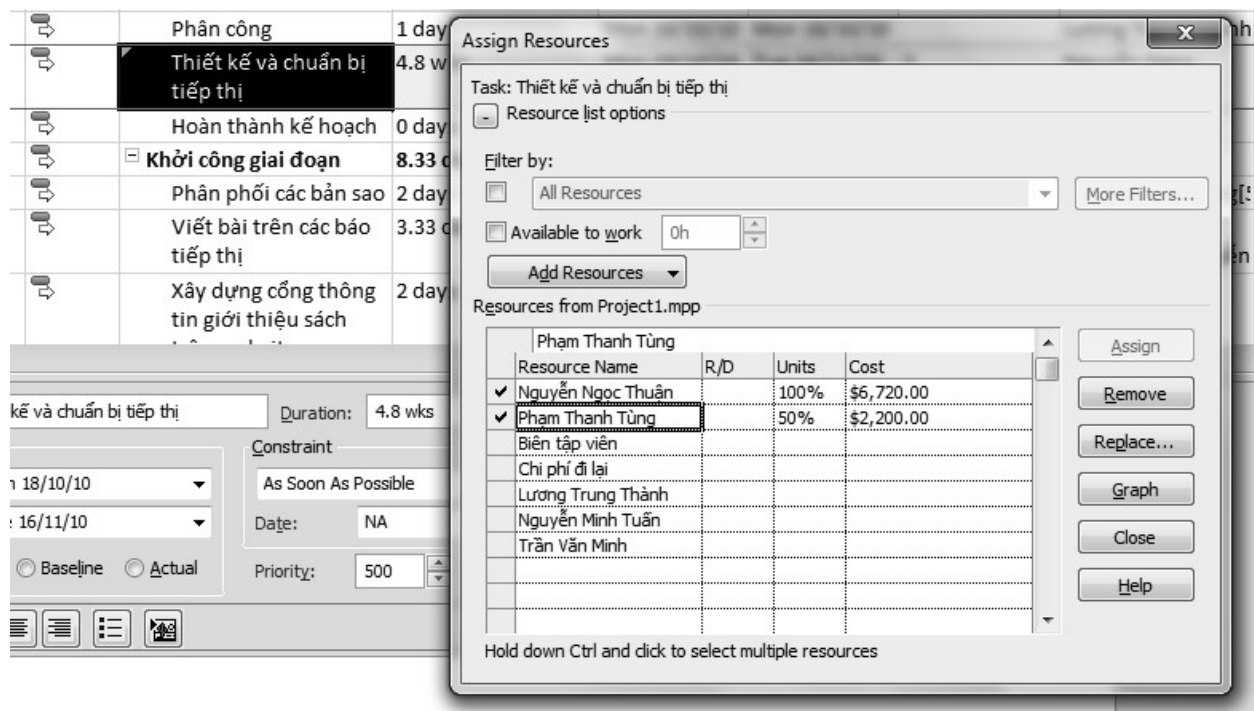 Phân công
1 day
Thiết kế và chuẩn bị
4.8 w
tiếp thị
Hoàn thành kế hoạch
0 day
Khởi công giai đoạn
8.33 d
Phân phối các bản sao
2 day
Viết bài trên các báo
3.33 d
tiếp thị
Xây dựng cổng thông
2 day
tin giới thiệu sách
kế và chuẩn bị tiếp thị
Duration:
4.8 wks
Constraint
n 18/10/10
As Soon As Possible
16/11/10
Date:
NA
Baseline
Actual
Priority:
500
Assign Resources
Task: Thiết kế và chuẩn bị tiếp thị
- Resource list options
Filter by:
All Resources
More Filters...
Available to work
0h
Add Resources
Resources from Project1.mpp
Phạm Thanh Tùng
Resource Name R/D Units Cost
Nguyễn Ngọc Thuân 100% $6,720.00
Phạm Thanh Tùng 50% $2,200.00
Biên tập viên
Chi phí đi lại
Lương Trung Thành
Nguyễn Minh Tuấn
Trần Văn Minh
Assign
Remove
Replace...
Graph
Close
Help
Hold down Ctrl and click to select multiple resources